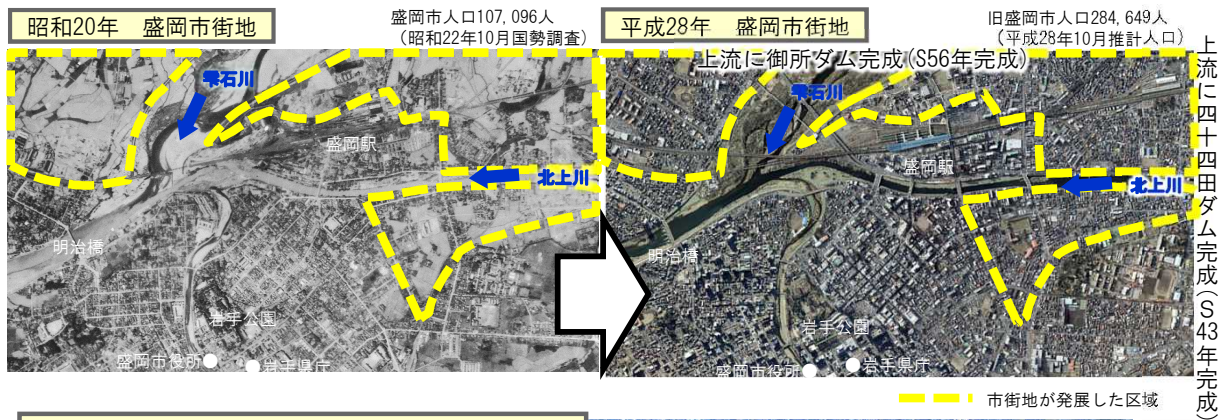 昭和20年　盛岡市街地
盛岡市人口107,096人
（昭和22年10月国勢調査）
雫石川
盛岡駅
北上川
明治橋
岩手公園
盛岡市役所
岩手県庁
平成28年　盛岡市街地
旧盛岡市人口284,649人
（平成28年10月推計人口）
上流に御所ダム完成(S56年完成)
雫石川
盛岡駅
北上川
明治橋
岩手公園
盛岡市役所
岩手県庁
上流に四十四田ダム完成（S43年完成）
市街地が発展した区域